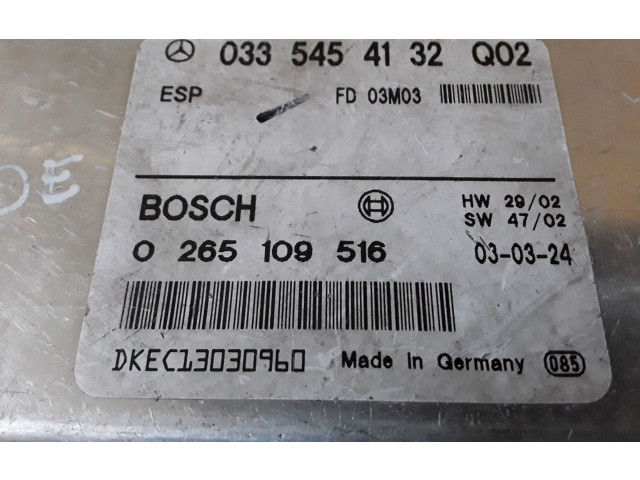 033 545 41 32 Q02
ESP FD 03M03
BOSCH HW 29/02
SW 47/02
0 265 109 516 03-03-24
DKEC13030960 Made In Germany 085